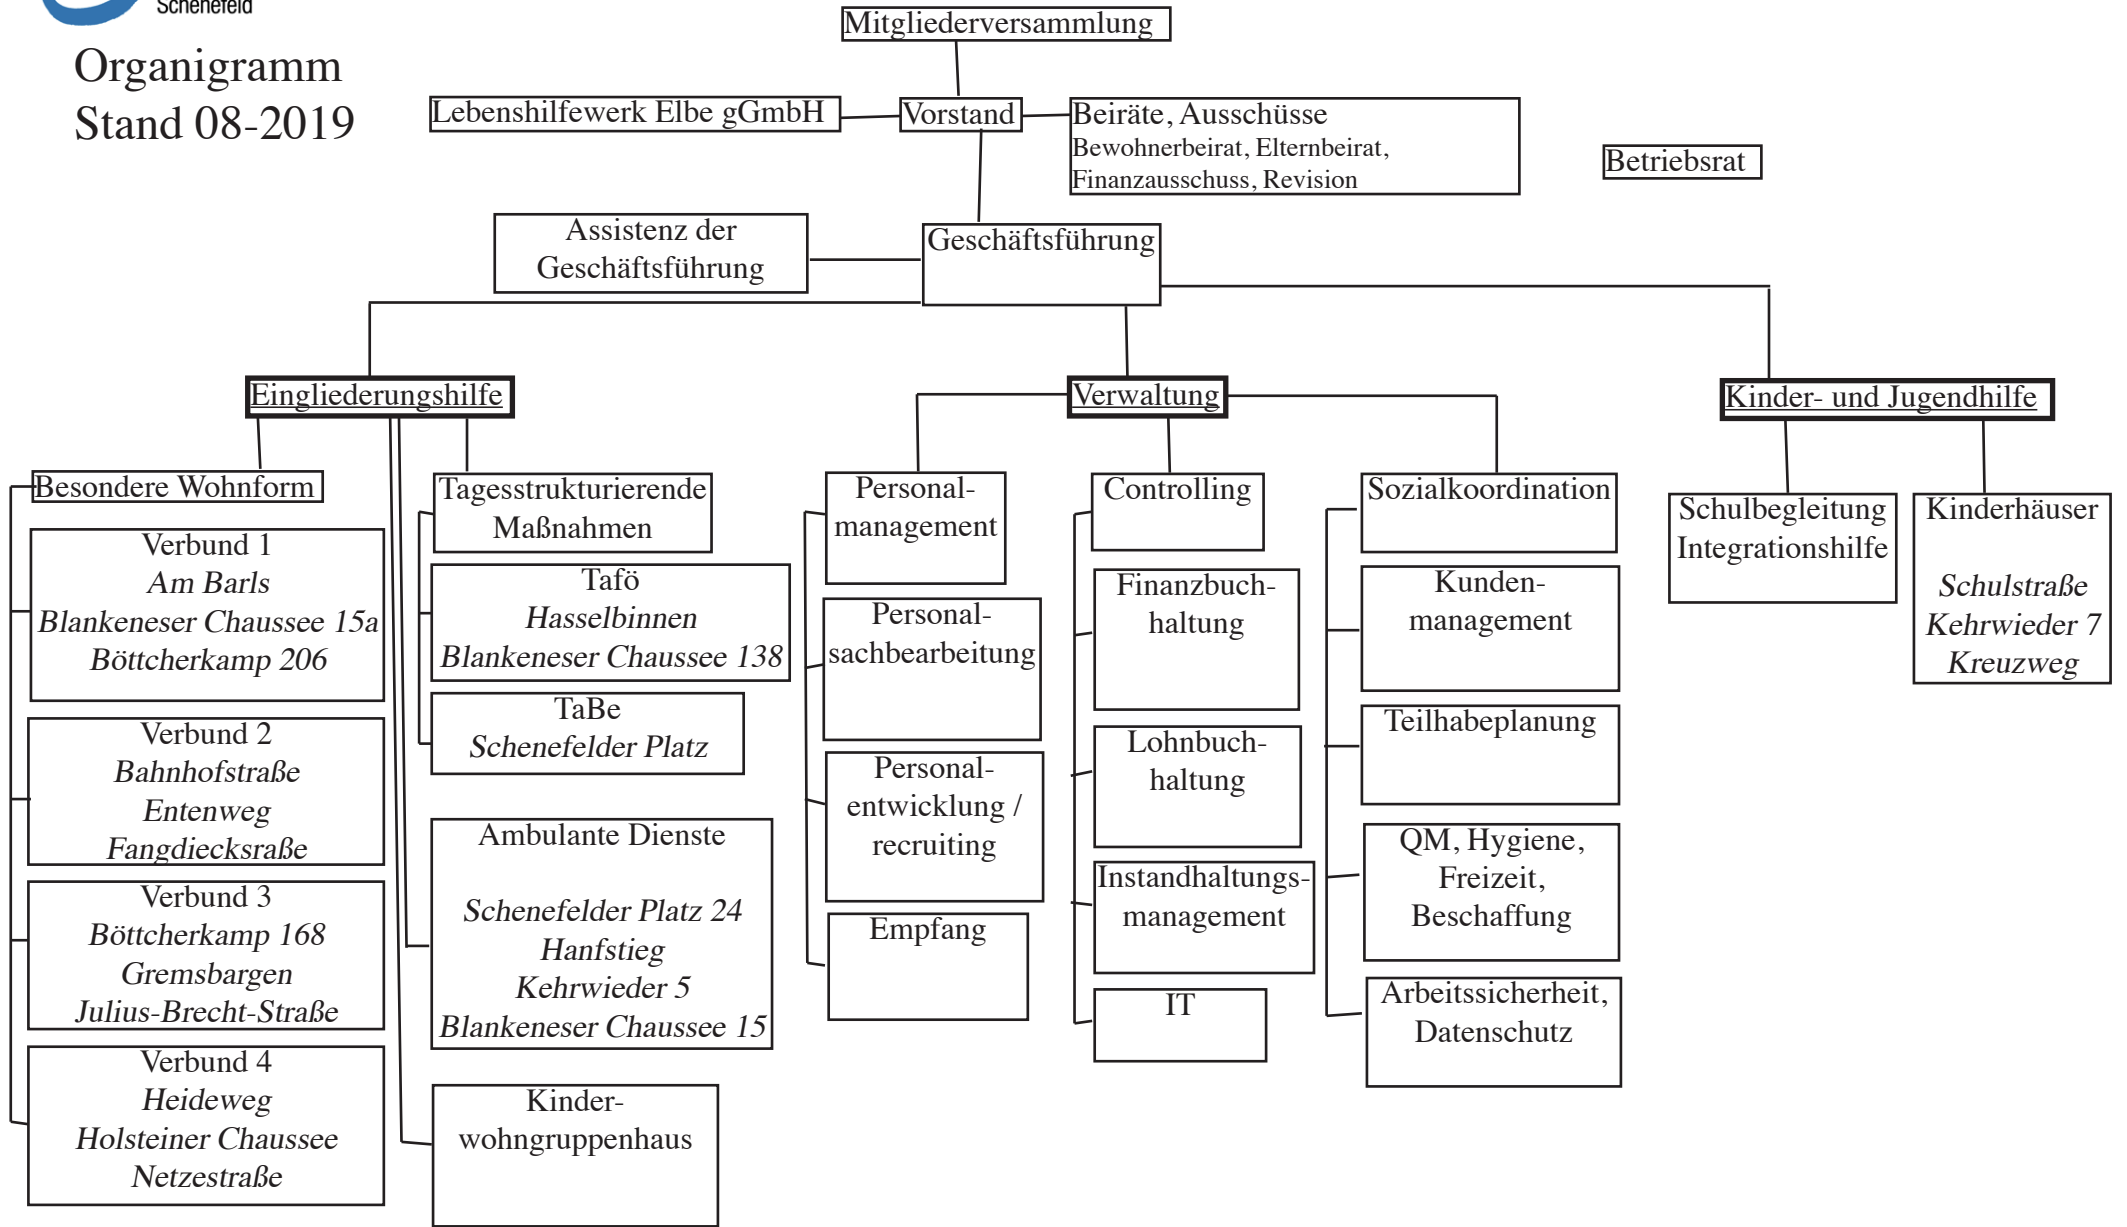 Schenefeld
Organigramm
Stand 08-2019
Mitgliederversammlung
Lebenshilfewerk Elbe gGmbH
Vorstand
Beiräte, Ausschüsse
Bewohnerbeirat, Elternbeirat,
Finanzausschuss, Revision
Betriebsrat
Assistenz der
Geschäftsführung
Geschäftsführung
Eingliederungshilfe
Verwaltung
Kinder- und Jugendhilfe
Besondere Wohnform
Verbund 1
Am Barls
Blankeneser Chaussee 15a
Böttcherkamp 206
Verbund 2
Bahnhofstraße
Entenweg
Fangdiecksraße
Verbund 3
Böttcherkamp 168
Gremsbargen
Julius-Brecht-Straße
Verbund 4
Heideweg
Holsteiner Chaussee
Netzestraße
Tagesstrukturierende
Maßnahmen
Tafö
Hasselbinnen
Blankeneser Chaussee 138
TaBe
Schenefelder Platz
Ambulante Dienste
Schenefelder Platz 24
Hanfstieg
Kehrwieder 5
Blankeneser Chaussee 15
Kinder-
wohngruppenhaus
Personal-
management
Personal-
sachbearbeitung
Personal-
entwicklung /
recruiting
Empfang
Controlling
Finanzbuch-
haltung
Lohnbuch-
haltung
Instandhaltungs-
management
IT
Sozialkoordination
Kunden-
management
Teilhabeplanung
QM, Hygiene,
Freizeit,
Beschaffung
Arbeitssicherheit,
Datenschutz
Schulbegleitung
Integrationshilfe
Kinderhäuser
Schulstraße
Kehrwieder 7
Kreuzweg